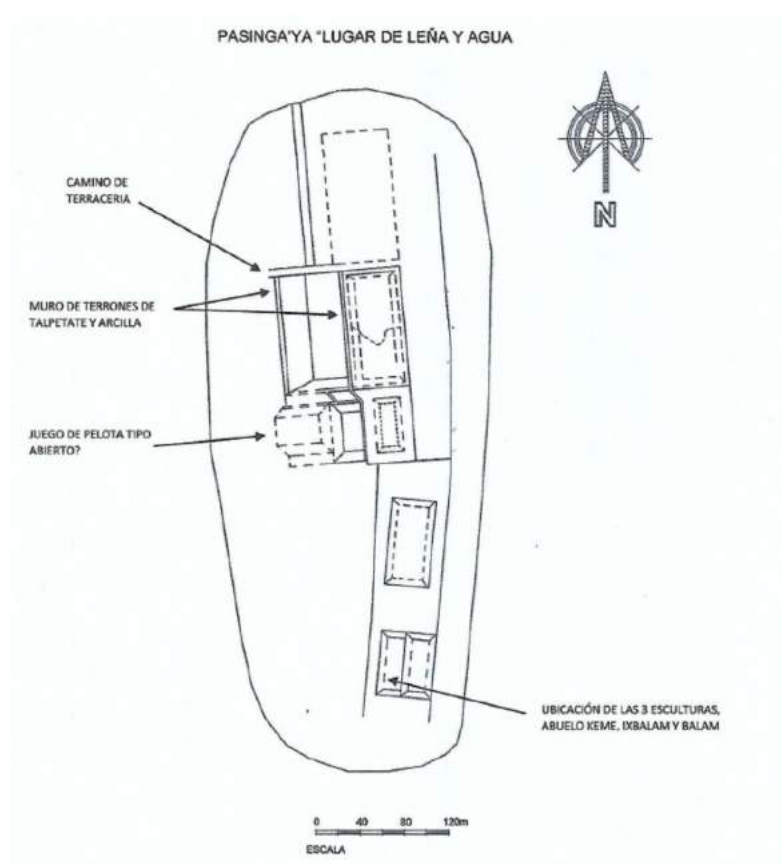 PASINGA'YA "LUGAR DE LEÑA Y AGUA
N
CAMINO DE
TERRACERIA
MURO DE TERRONES DE
TALPETATE Y ARCILLA
JUEGO DE PELOTA TIPO
ABIERTO?
UBICACIÓN DE LAS 3 ESCULTURAS,
ABUELO KEME, IXBALAM Y BALAM
0 40 80 120m
ESCALA